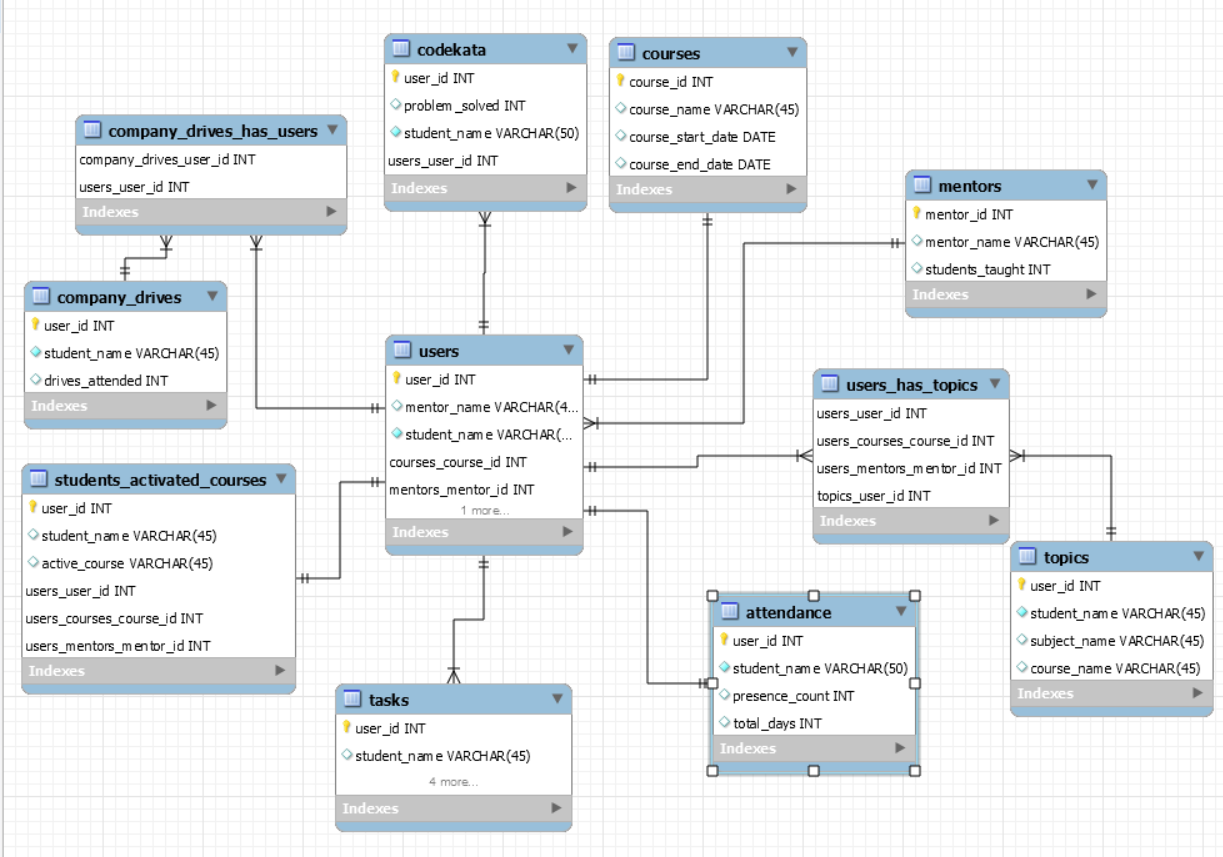 codekata
user_id INT
problem_solved INT
student_name VARCHAR(50)
users_user_id INT
Indexes
courses
course_id INT
course_name VARCHAR(45)
course_start_date DATE
course_end_date DATE
Indexes
company_drives_has_users
company_drives_user_id INT
users_user_id INT
Indexes
mentors
mentor_id INT
mentor_name VARCHAR(45)
students_taught INT
Indexes
company_drives
user_id INT
student_name VARCHAR(45)
drives_attended INT
Indexes
users
user_id INT
mentor_name VARCHAR(4...
student_name VARCHAR(...
courses_course_id INT
mentors_mentor_id INT
1 more...
Indexes
users_has_topics
users_user_id INT
users_courses_course_id INT
users_mentors_mentor_id INT
topics_user_id INT
Indexes
students_activated_courses
user_id INT
student_name VARCHAR(45)
active_course VARCHAR(45)
users_user_id INT
users_courses_course_id INT
users_mentors_mentor_id INT
Indexes
topics
user_id INT
student_name VARCHAR(45)
subject_name VARCHAR(45)
course_name VARCHAR(45)
Indexes
attendance
user_id INT
student_name VARCHAR(50)
presence_count INT
total_days INT
Indexes
tasks
user_id INT
student_name VARCHAR(45)
4 more...
Indexes